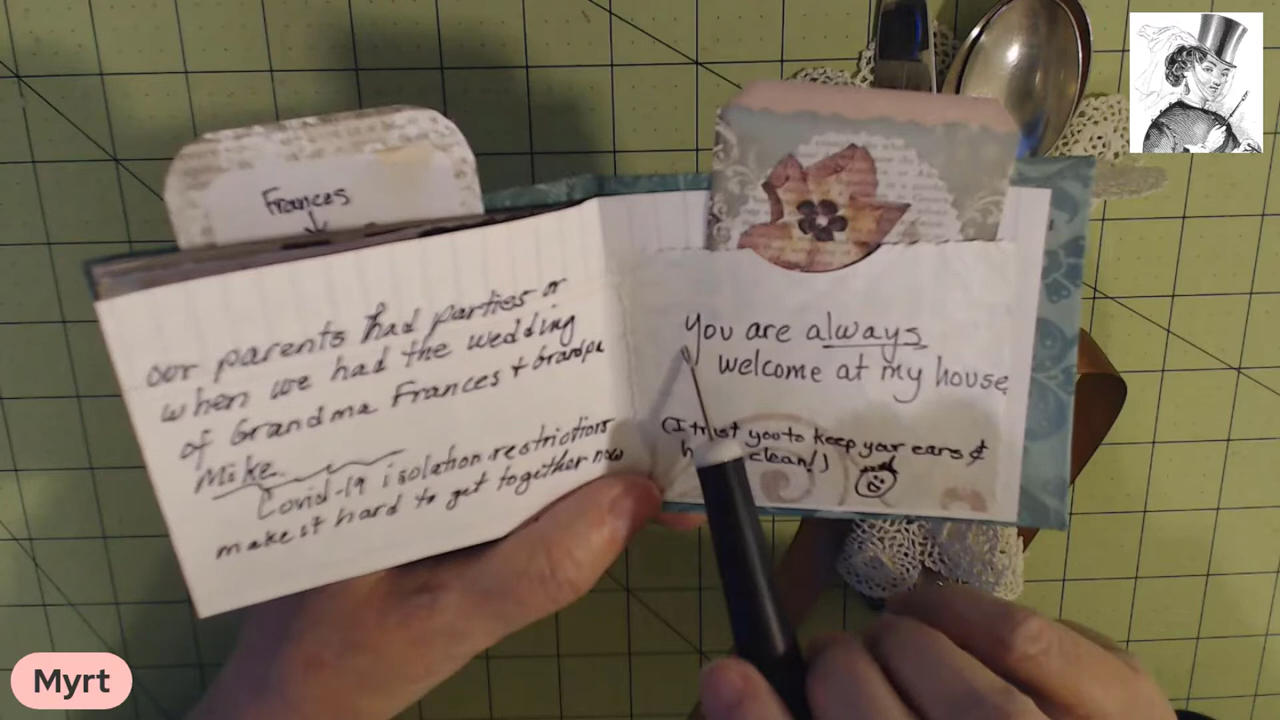 Frances
our parents had parties or
when we had the wedding
of Grandma Frances + Grandpa
Mike
Covid-19 isolation restrictions
make it hard to get together now
You are always
welcome at my house
(I trust you to keep your ears &
clean!)
Myrt